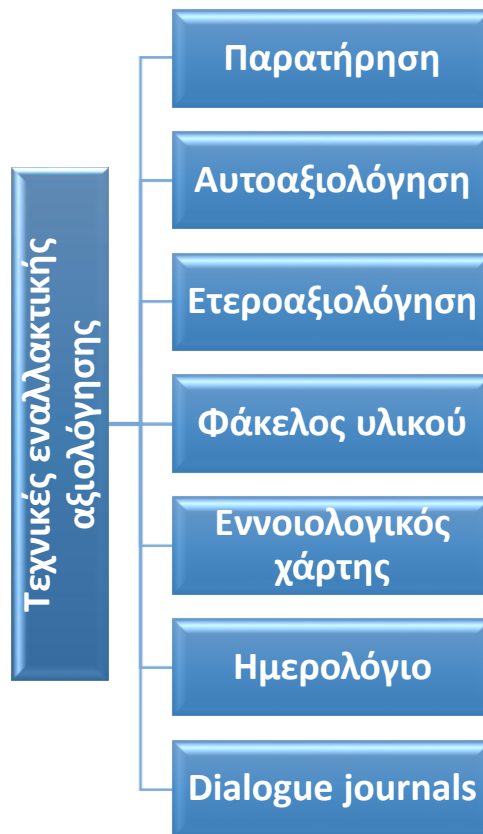 Τεχνικές εναλλακτικής
αξιολόγησης
Παρατήρηση
Αυτοαξιολόγηση
Ετεροαξιολόγηση
Φάκελος υλικού
Εννοιολογικός
χάρτης
Ημερολόγιο
Dialogue journals